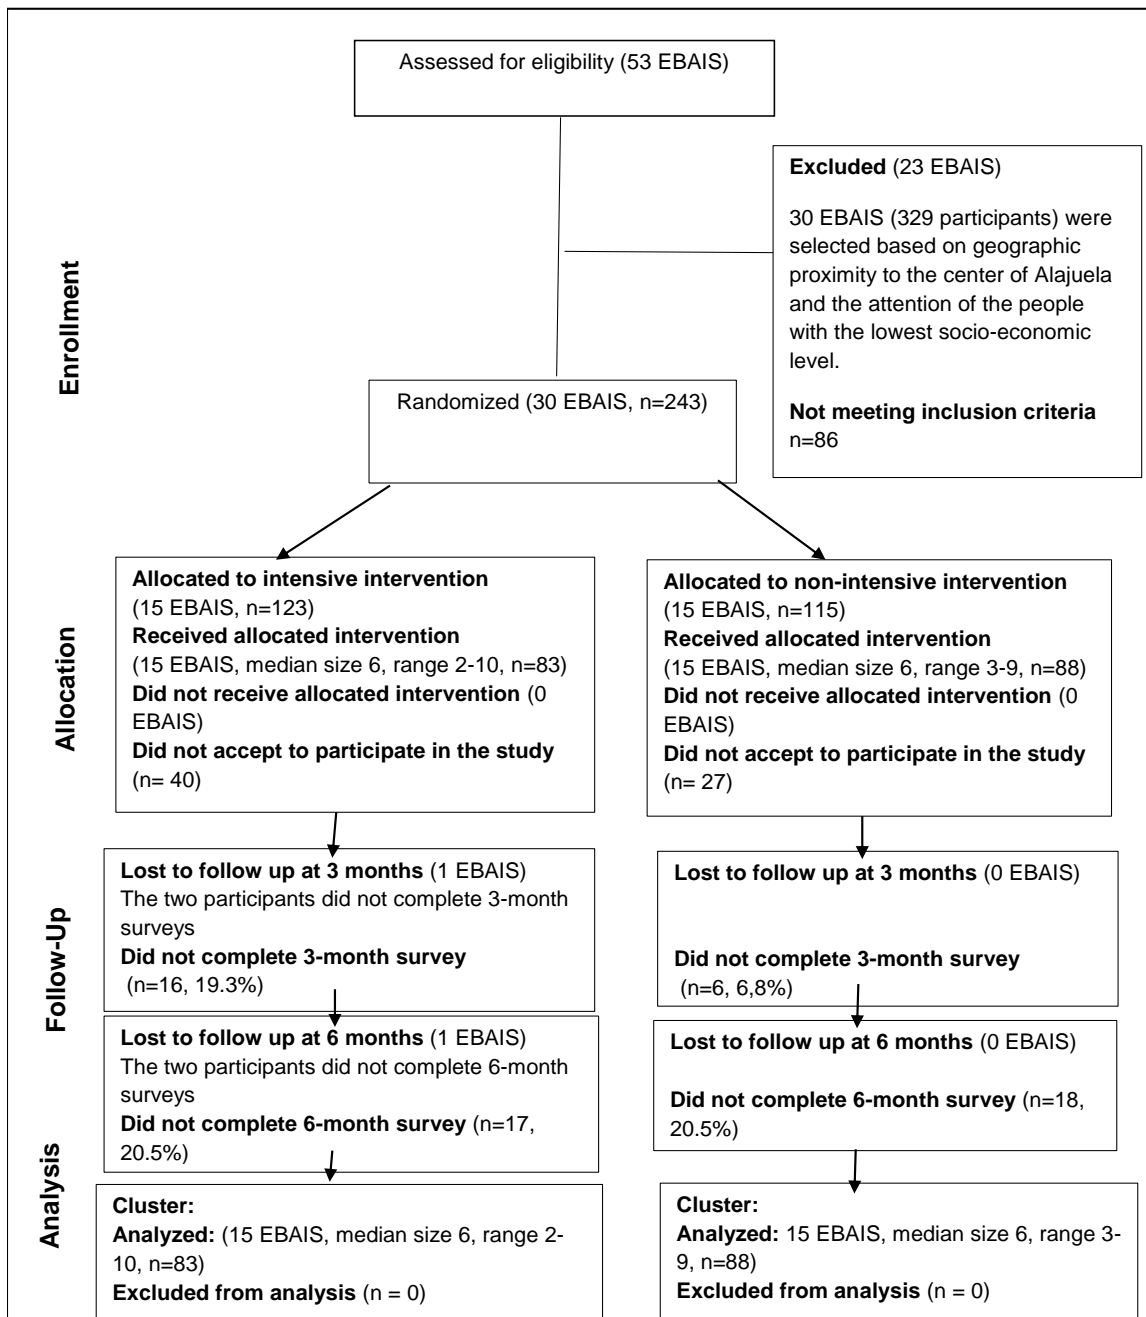 Assessed for eligibility (53 EBAIS)
Excluded (23 EBAIS)
30 EBAIS (329 participants) were
selected based on geographic
proximity to the center of Alajuela
and the attention of the people
with the lowest socio-economic
level.
Not meeting inclusion criteria
n=86
Enrollment
Randomized (30 EBAIS, n=243)
Allocation
Allocated to intensive intervention
(15 EBAIS, n=123)
Received allocated intervention
(15 EBAIS, median size 6, range 2-10, n=83)
Did not receive allocated intervention (0
EBAIS)
Did not accept to participate in the study
(n= 40)
Allocated to non-intensive intervention
(15 EBAIS, n=115)
Received allocated intervention
(15 EBAIS, median size 6, range 3-9, n=88)
Did not receive allocated intervention (0
EBAIS)
Did not accept to participate in the study
(n= 27)
Follow-Up
Lost to follow up at 3 months (1 EBAIS)
The two participants did not complete 3-month
surveys
Did not complete 3-month survey
(n=16, 19.3%)
Lost to follow up at 3 months (0 EBAIS)
Did not complete 3-month survey
(n=6, 6,8%)
Lost to follow up at 6 months (1 EBAIS)
The two participants did not complete 6-month
surveys
Did not complete 6-month survey (n=17,
20.5%)
Lost to follow up at 6 months (0 EBAIS)
Did not complete 6-month survey (n=18,
20.5%)
Analysis
Cluster:
Analyzed: (15 EBAIS, median size 6, range 2-
10, n=83)
Excluded from analysis (n = 0)
Cluster:
Analyzed: 15 EBAIS, median size 6, range 3-
9, n=88)
Excluded from analysis (n = 0)